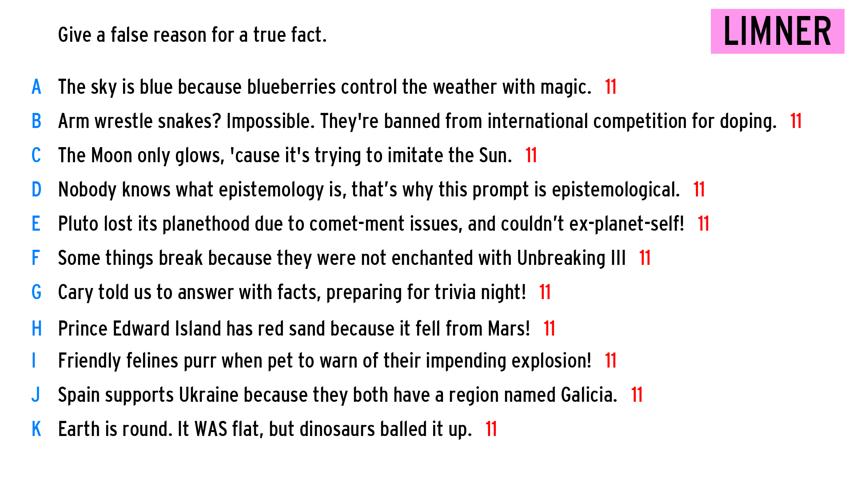 Give a false reason for a true fact.
LIMNER
A The sky is blue because blueberries control the weather with magic. 11
B Arm wrestle snakes? Impossible. They're banned from international competition for doping. 11
C The Moon only glows, 'cause it's trying to imitate the Sun. 11
D Nobody knows what epistemology is, that’s why this prompt is epistemological. 11
E Pluto lost its planethood due to comet-ment issues, and couldn’t ex-planet-self! 11
F Some things break because they were not enchanted with Unbreaking III 11
G Cary told us to answer with facts, preparing for trivia night! 11
H Prince Edward Island has red sand because it fell from Mars! 11
I Friendly felines purr when pet to warn of their impending explosion! 11
J Spain supports Ukraine because they both have a region named Galicia. 11
K Earth is round. It WAS flat, but dinosaurs balled it up. 11